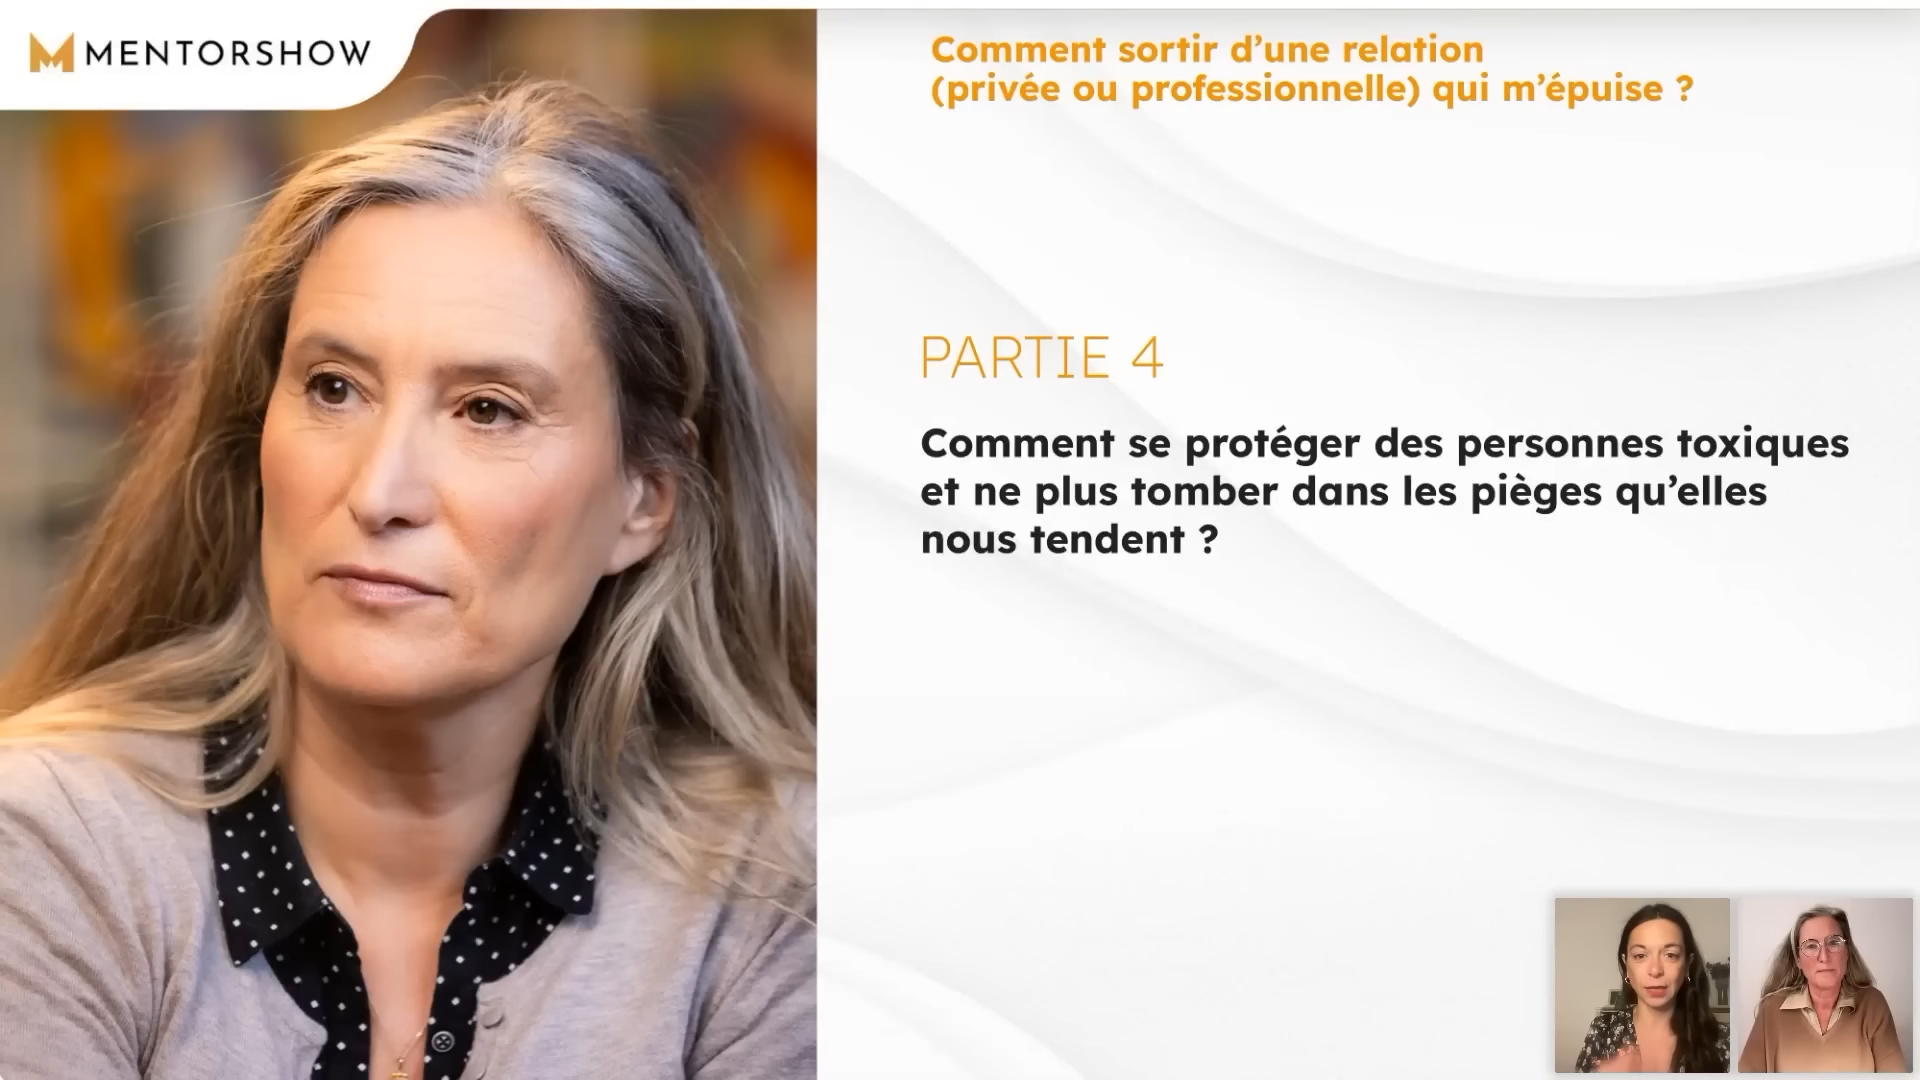 MENTORSHOW
Comment sortir d’une relation
(privée ou professionnelle) qui m’épuise ?
PARTIE 4
Comment se protéger des personnes toxiques
et ne plus tomber dans les pièges qu’elles
nous tendent ?